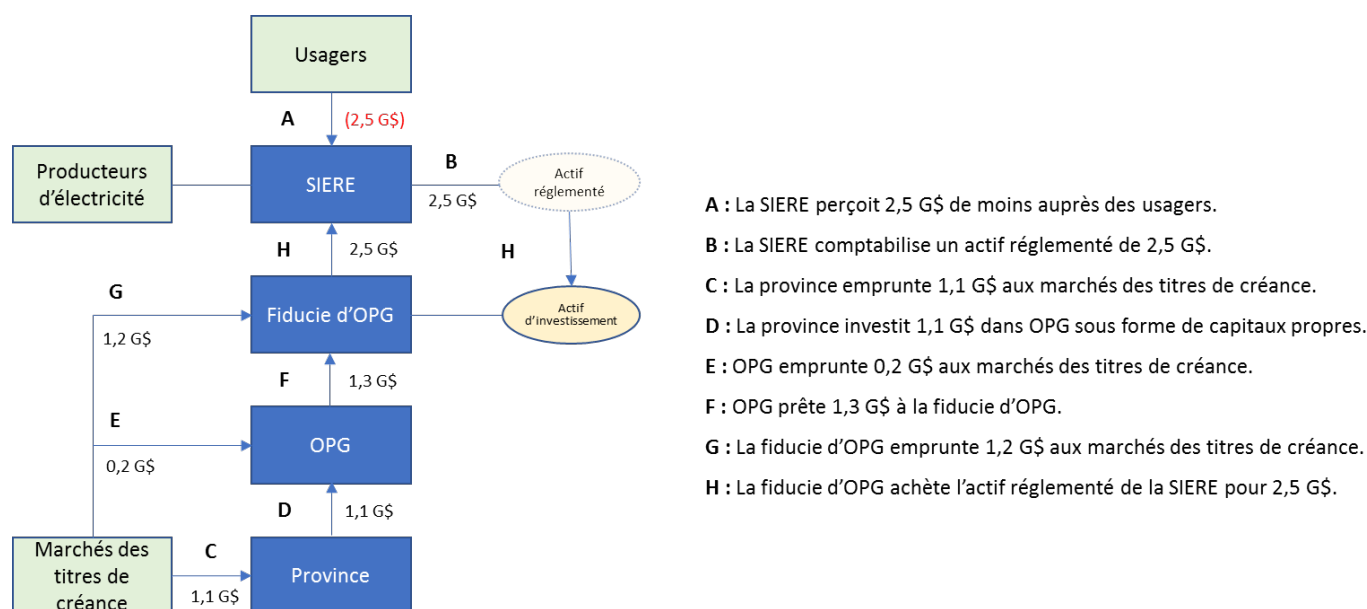 Usagers
A
(2,5 G$)
Producteurs
d'électricité
SIERE
B
2,5 G$
Actif
réglementé
H
2,5 G$
H
G
1,2 G$
Fiducie d'OPG
Actif
d'investissement
F
1,3 G$
E
0,2 G$
OPG
D
1,1 G$
Marchés des
titres de
créance
C
1,1 G$
Province
A : La SIERE perçoit 2,5 G$ de moins auprès des usagers.
B : La SIERE comptabilise un actif réglementé de 2,5 G$.
C : La province emprunte 1,1 G$ aux marchés des titres de créance.
D : La province investit 1,1 G$ dans OPG sous forme de capitaux propres.
E : OPG emprunte 0,2 G$ aux marchés des titres de créance.
F : OPG prête 1,3 G$ à la fiducie d'OPG.
G : La fiducie d'OPG emprunte 1,2 G$ aux marchés des titres de créance.
H : La fiducie d'OPG achète l'actif réglementé de la SIERE pour 2,5 G$.